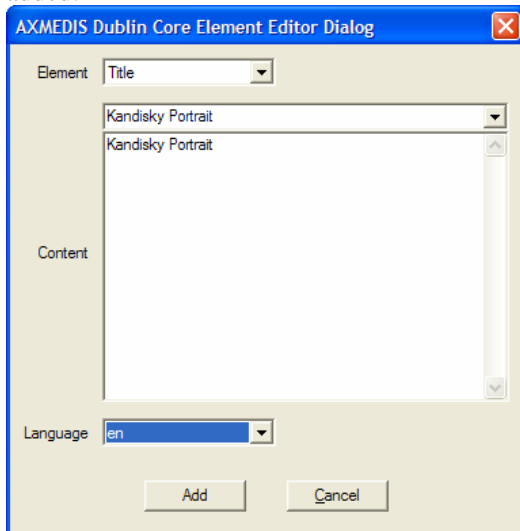 AXMEDIS Dublin Core Element Editor Dialog
Element Title
Kandisky Portrait
Kandisky Portrait
Content
Language en
Add Cancel